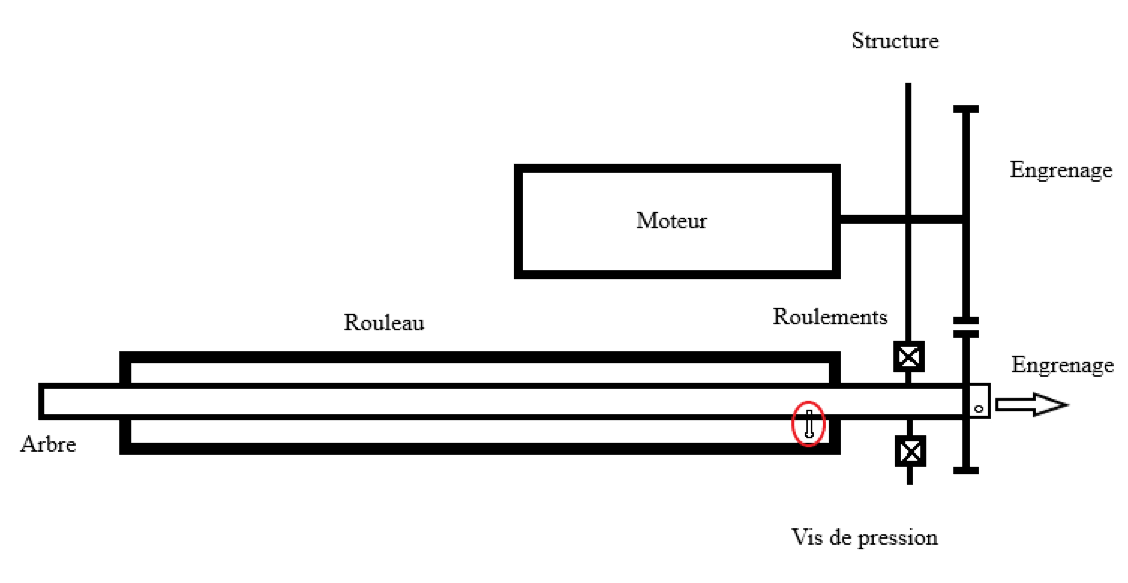 Structure
Engrenage
Moteur
Roulements
Rouleau
Engrenage
Arbre
Vis de pression